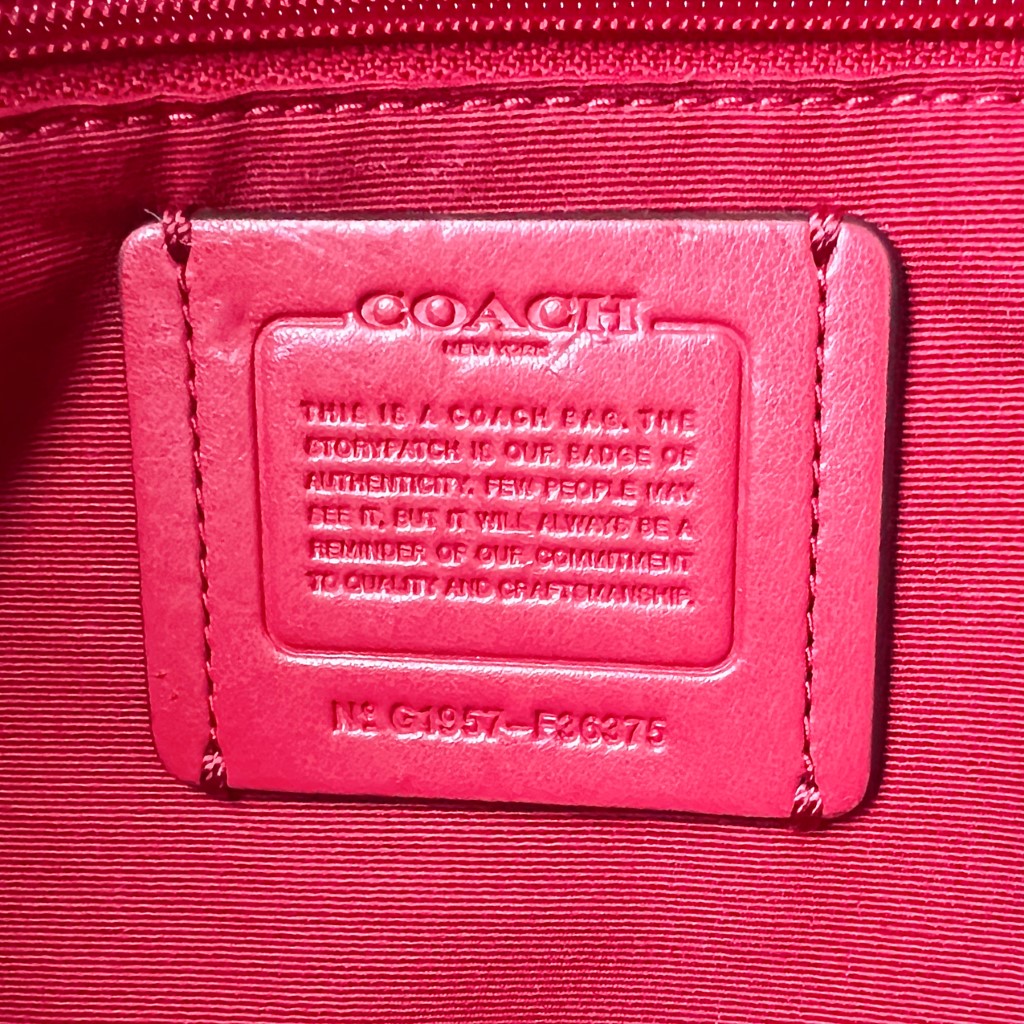 COACH
NEW YORK
THIS IS A COACH BAG. THE
STORYPATCH IS OUR BADGE OF
AUTHENTICITY. FEW PEOPLE MAY
SEE IT, BUT IT WILL ALWAYS BE A
REMINDER OF OUR COMMITMENT
TO QUALITY AND CRAFTSMANSHIP.
Nº G1957-F36375